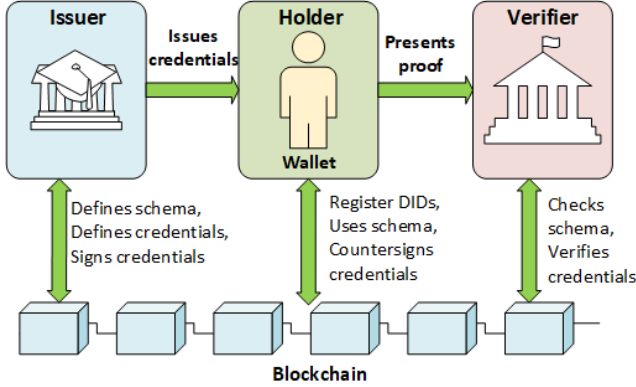 Issuer
Issues
credentials
Holder
Wallet
Presents
proof
Verifier
Defines schema,
Defines credentials,
Signs credentials
Register DIDs,
Uses schema,
Countersigns
credentials
Checks
schema,
Verifies
credentials
Blockchain